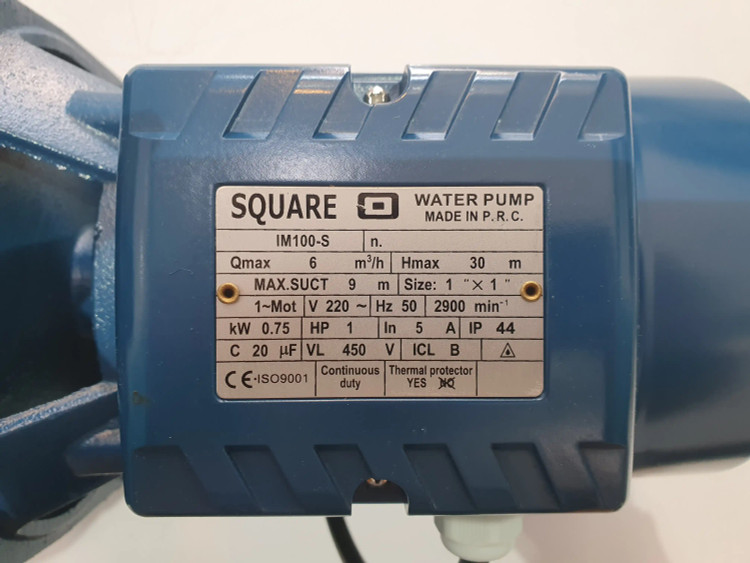 SQUARE WATER PUMP
MADE IN P.R.C.
IM100-S n.
Qmax 6 m³/h Hmax 30 m
MAX.SUCT 9 m Size: 1 "×1 "
1~Mot V 220 ~ Hz 50 2900 min⁻¹
kW 0.75 HP 1 In 5 A IP 44
C 20 µF VL 450 V ICL B
CE-ISO9001 Continuous duty Thermal protector
YES NO